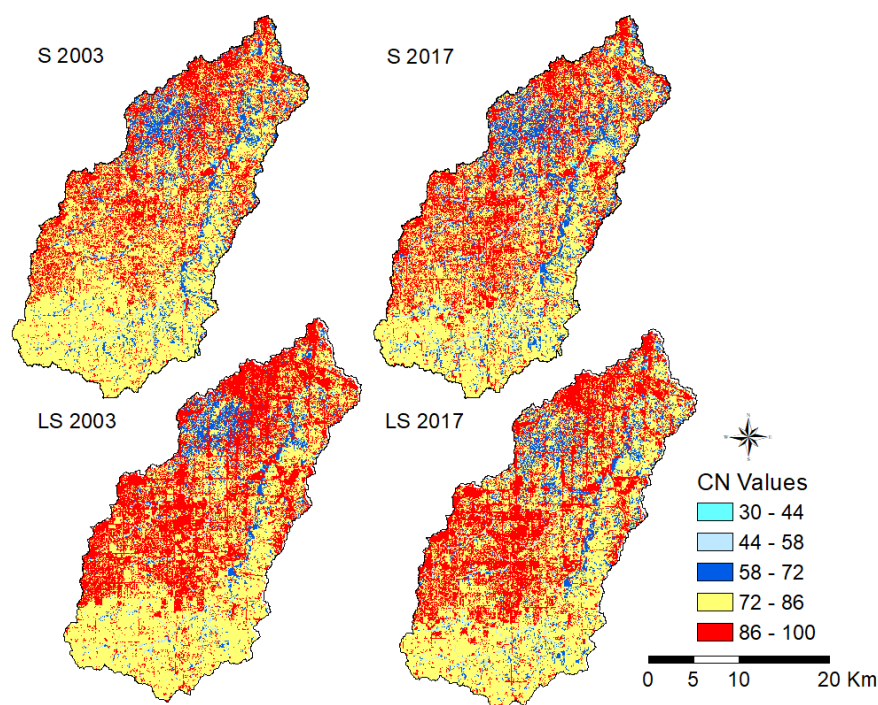 S 2003
S 2017
LS 2003
LS 2017
N
W E
S
CN Values
30 - 44
44 - 58
58 - 72
72 - 86
86 - 100
0 5 10 20 Km